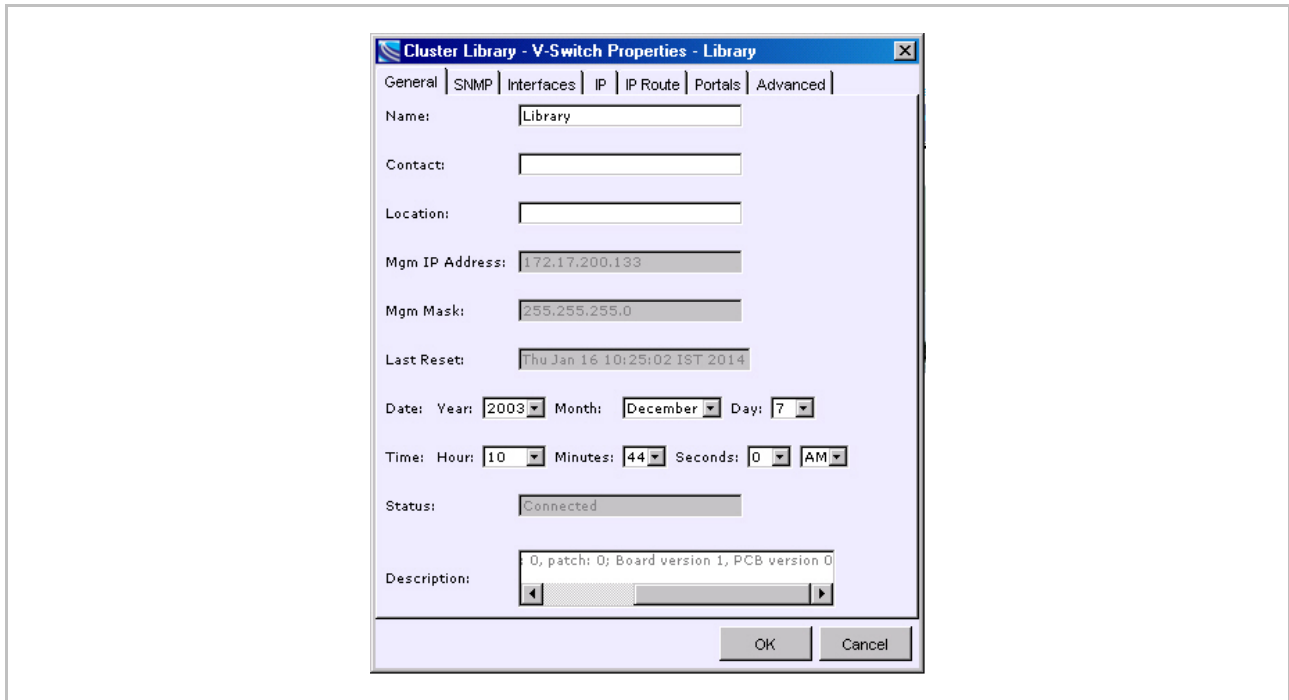 Cluster Library - V-Switch Properties - Library
General SNMP Interfaces IP IP Route Portals Advanced
Name: Library
Contact:
Location:
Mgm IP Address: 172.17.200.133
Mgm Mask: 255.255.255.0
Last Reset: Thu Jan 16 10:25:02 IST 2014
Date: Year: 2003 Month: December Day: 7
Time: Hour: 10 Minutes: 44 Seconds: 0 AM
Status: Connected
Description: : 0, patch: 0; Board version 1, PCB version 0
OK Cancel